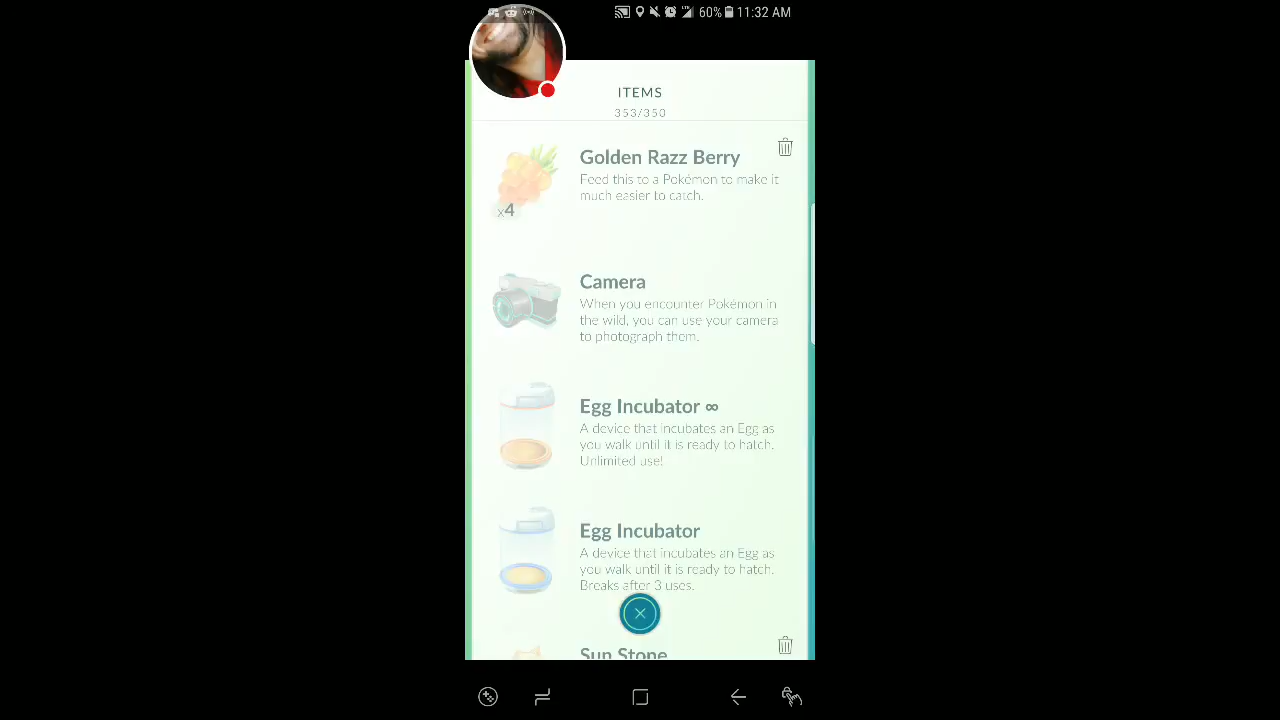 60% 11:32 AM
ITEMS
353/350
Golden Razz Berry
Feed this to a Pokémon to make it
much easier to catch.
x4
Camera
When you encounter Pokémon in
the wild, you can use your camera
to photograph them.
Egg Incubator ∞
A device that incubates an Egg as
you walk until it is ready to hatch.
Unlimited use!
Egg Incubator
A device that incubates an Egg as
you walk until it is ready to hatch.
Breaks after 3 uses.
Sun Stone